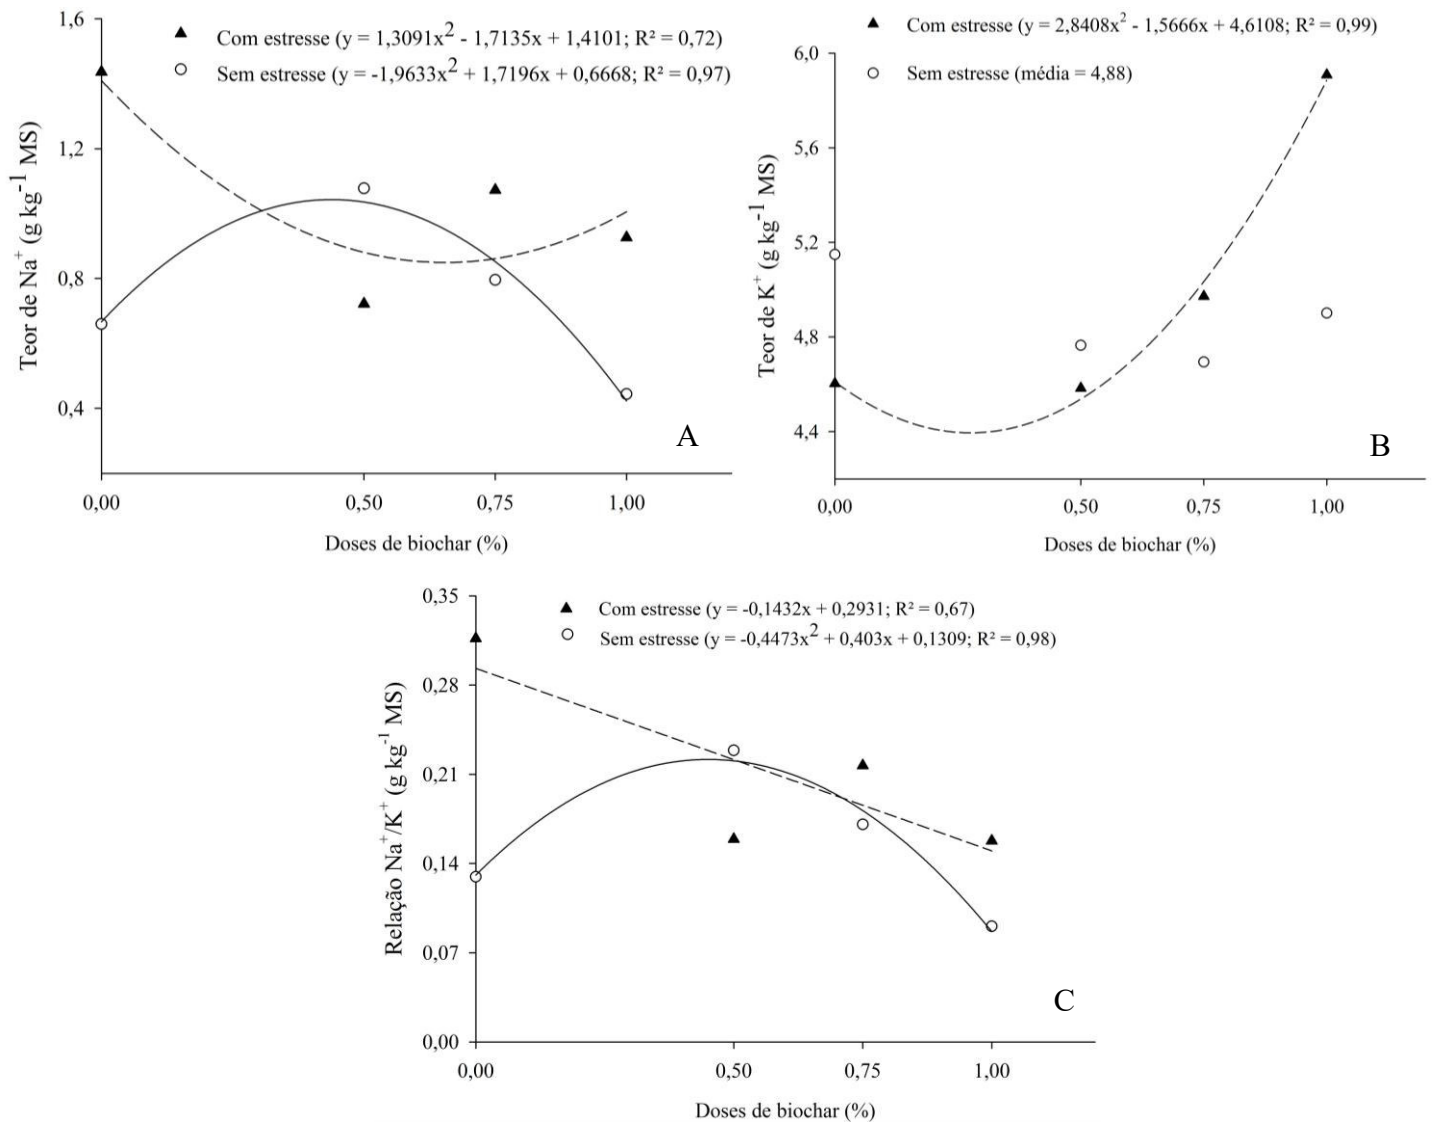 Com estresse (y = 1,3091x² - 1,7135x + 1,4101; R² = 0,72)
Sem estresse (y = -1,9633x² + 1,7196x + 0,6668; R² = 0,97)
Teor de Na⁺ (g kg⁻¹ MS)
1,6
1,2
0,8
0,4
0,00
0,50
0,75
1,00
Doses de biochar (%)
A
Com estresse (y = 2,8408x² - 1,5666x + 4,6108; R² = 0,99)
Sem estresse (média = 4,88)
Teor de K⁺ (g kg⁻¹ MS)
6,0
5,6
5,2
4,8
4,4
0,00
0,50
0,75
1,00
Doses de biochar (%)
B
Com estresse (y = -0,1432x + 0,2931; R² = 0,67)
Sem estresse (y = -0,4473x² + 0,403x + 0,1309; R² = 0,98)
Relação Na⁺/K⁺ (g kg⁻¹ MS)
0,35
0,28
0,21
0,14
0,07
0,00
0,00
0,50
0,75
1,00
Doses de biochar (%)
C